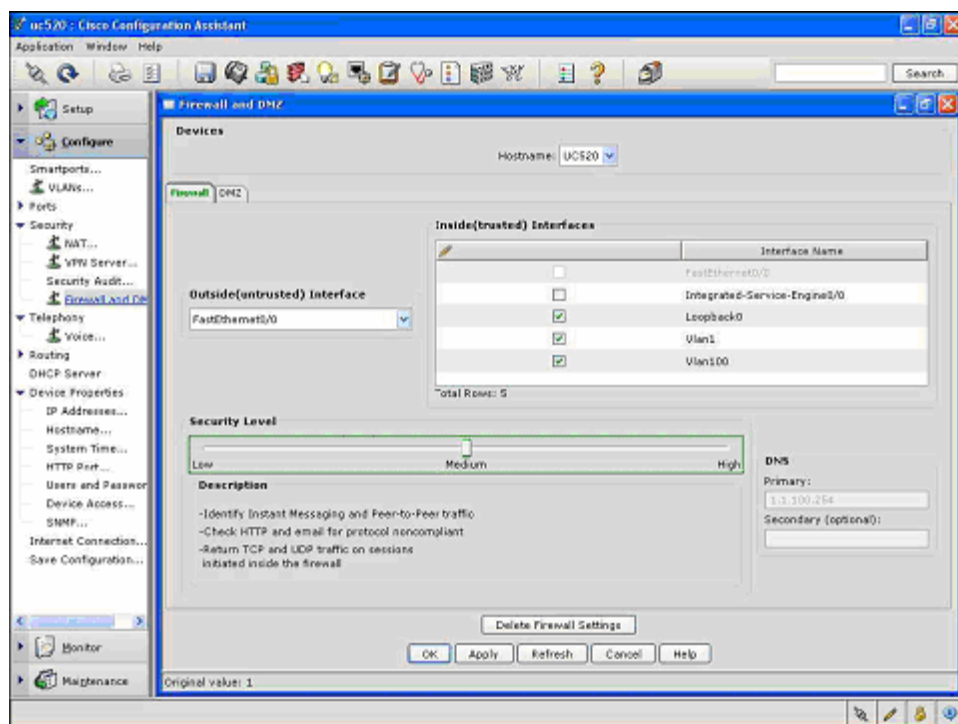 uc520 : Cisco Configuration Assistant
Application Window Help
Search
Setup
Configure
Smartports...
VLANs...
Ports
Security
NAT...
VPN Server...
Security Audit...
Firewall and DM
Telephony
Voice...
Routing
DHCP Server
Device Properties
IP Addresses...
Hostname...
System Time...
HTTP Port...
Users and Passwor
Device Access...
SNMP...
Internet Connection...
Save Configuration...
Monitor
Maintenance
Firewall and DMZ
Devices
Hostname: UC520
Firewall DMZ
Outside(untrusted) Interface
FastEthernet0/0
Inside(trusted) Interfaces
Interface Name
FastEthernet0/0
Integrated-Service-Engine0/0
Loopback0
Vlan1
Vlan100
Total Rows: 5
Security Level
Low Medium High
Description
-Identify Instant Messaging and Peer-to-Peer traffic
-Check HTTP and email for protocol noncompliant
-Return TCP and UDP traffic on sessions
initiated inside the firewall
DNS
Primary:
1.1.100.254
Secondary (optional):
Delete Firewall Settings
OK Apply Refresh Cancel Help
Original value: 1